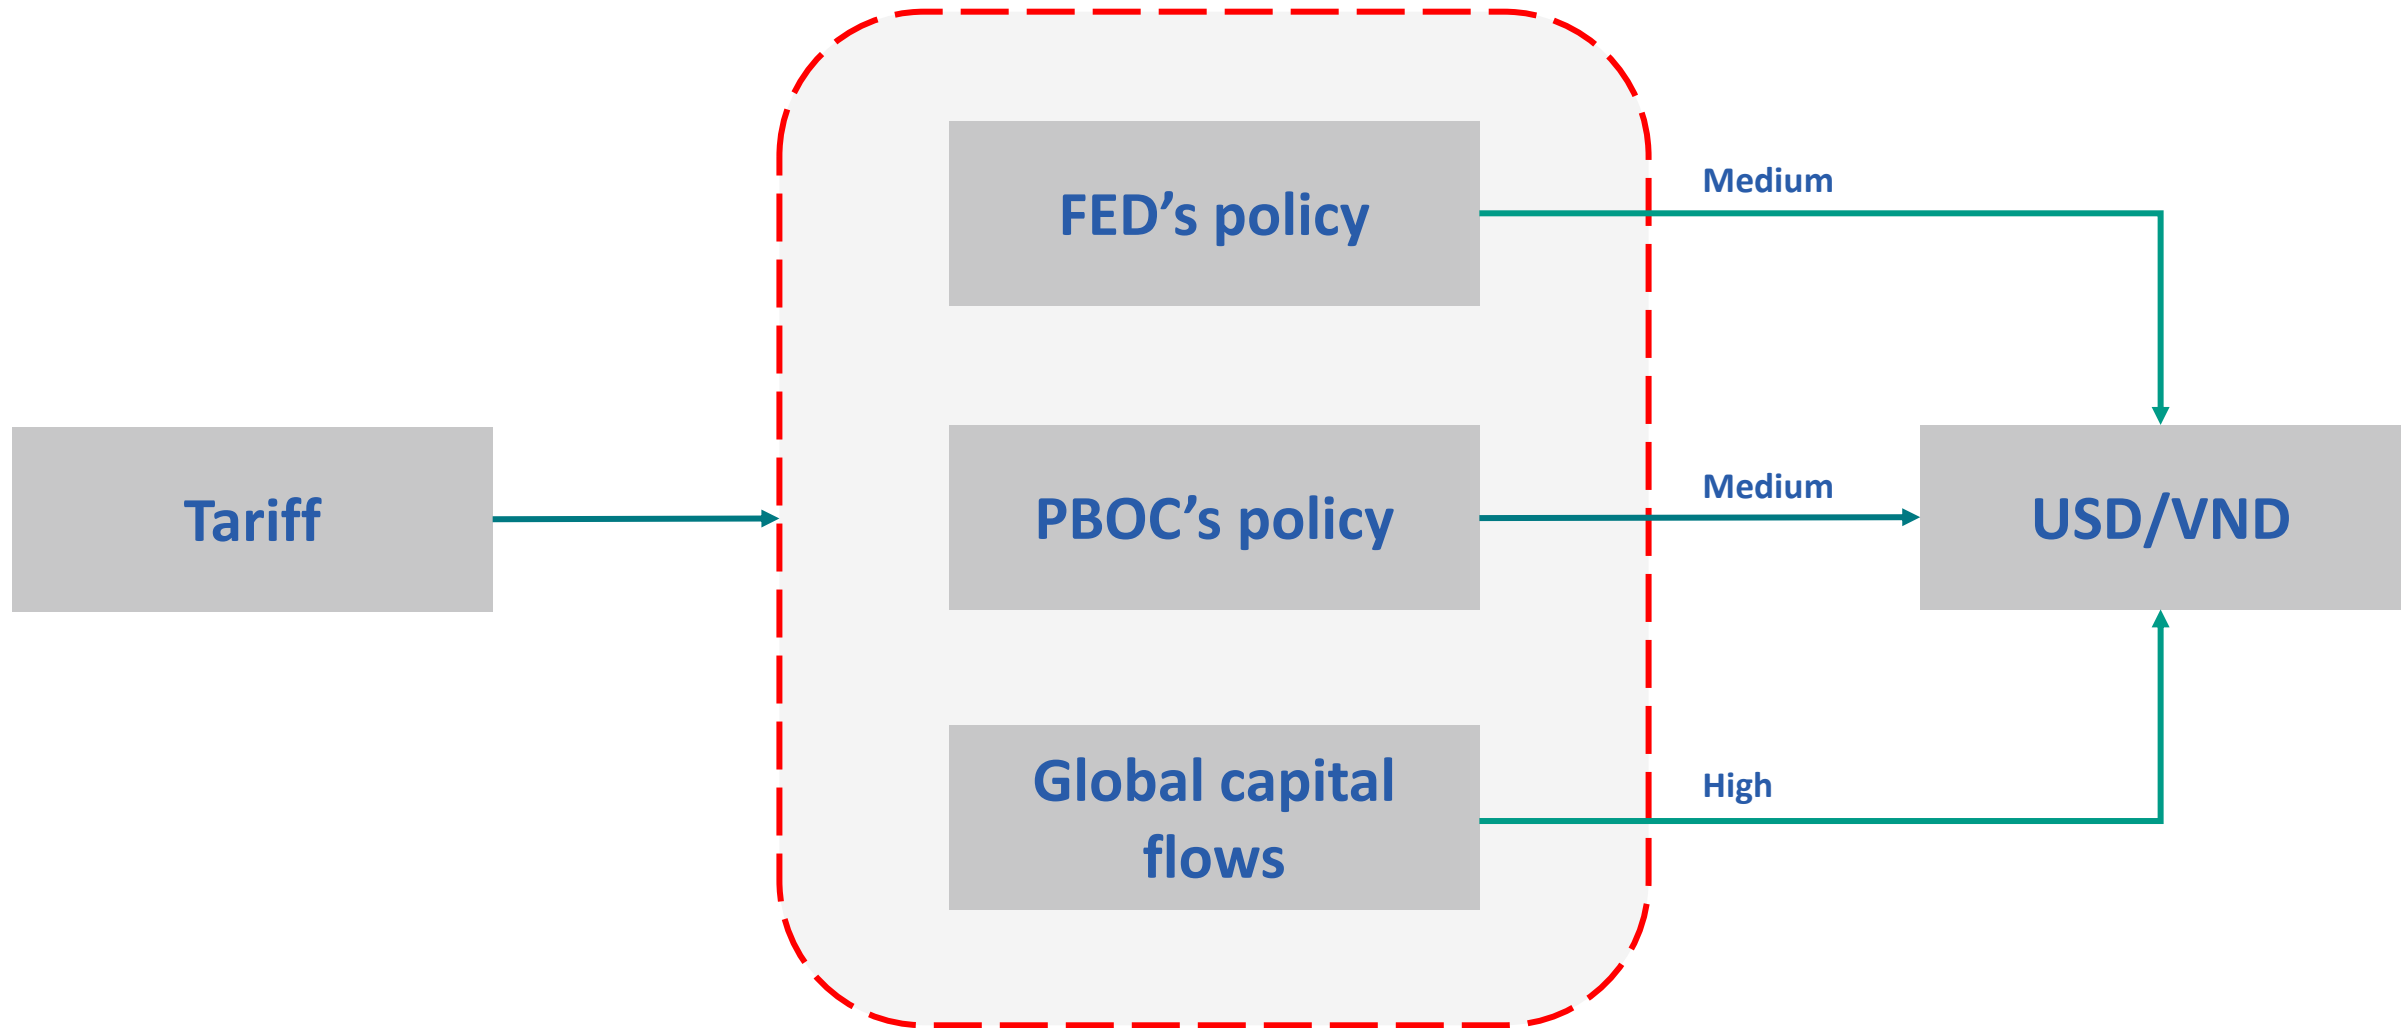 FED’s policy
Medium
Tariff
PBOC’s policy
Medium
USD/VND
Global capital
flows
High